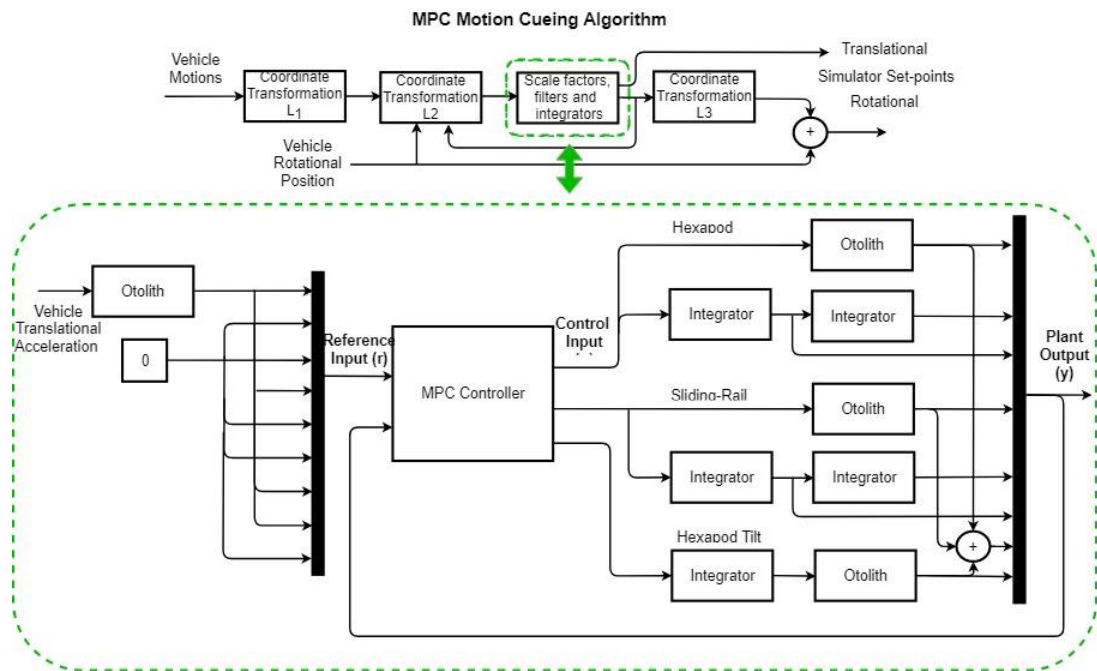 MPC Motion Cueing Algorithm
Vehicle
Motions
Coordinate
Transformation
L1
Coordinate
Transformation
L2
Scale factors,
filters and
integrators
Coordinate
Transformation
L3
Translational
Simulator Set-points
Rotational
+
Vehicle
Rotational
Position
Vehicle
Translational
Acceleration
Otolith
0
Reference
Input (r)
MPC Controller
Control
Input
Hexapod
Otolith
Integrator
Integrator
Sliding-Rail
Otolith
Integrator
Integrator
Hexapod Tilt
Integrator
Otolith
+
Plant
Output
(y)